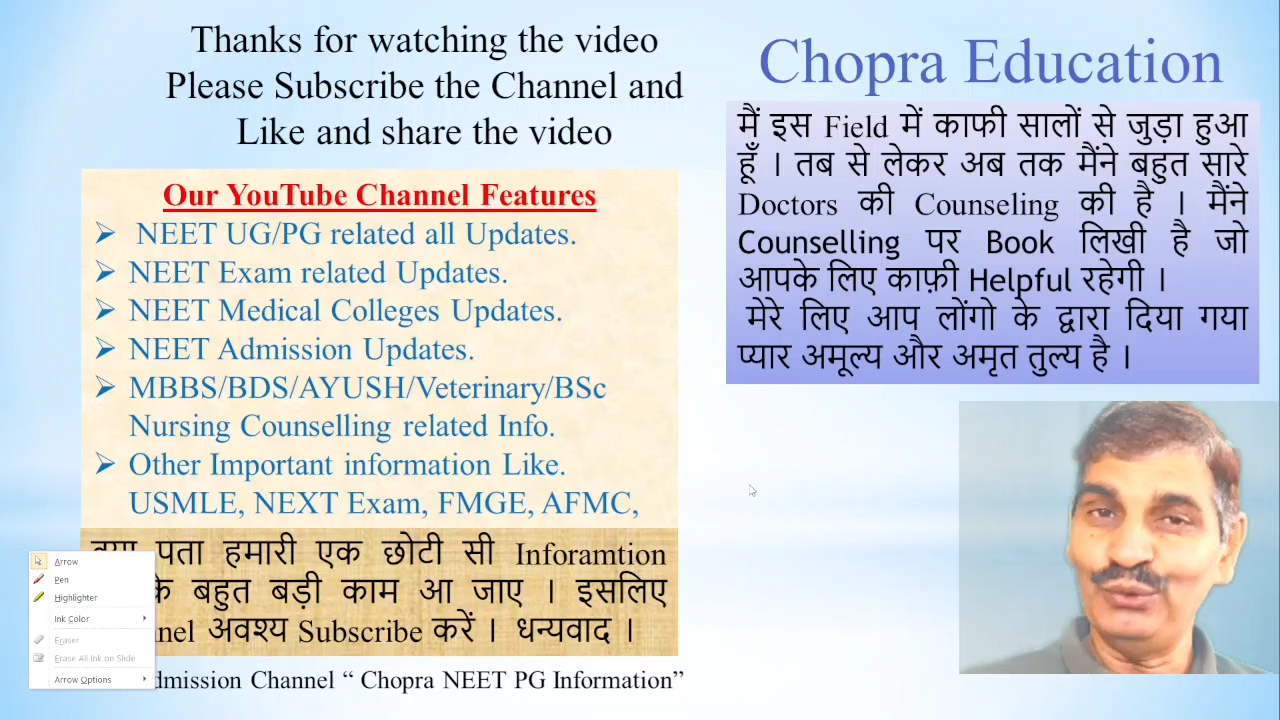 Thanks for watching the video
Please Subscribe the Channel and
Like and share the video
Our YouTube Channel Features
➢ NEET UG/PG related all Updates.
➢ NEET Exam related Updates.
➢ NEET Medical Colleges Updates.
➢ NEET Admission Updates.
➢ MBBS/BDS/AYUSH/Veterinary/BSc
Nursing Counselling related Info.
➢ Other Important information Like.
USMLE, NEXT Exam, FMGE, AFMC,
पता हमारी एक छोटी सी Inforamtion
बहुत बड़ी काम आ जाए । इसलिए
अवश्य Subscribe करें । धन्यवाद ।
Channel “ Chopra NEET PG Information”
Arrow
Pen
Highlighter
Ink Color
Eraser
Erase All Ink on Slide
Arrow Options
Chopra Education
मैं इस Field में काफी सालों से जुड़ा हुआ
हूँ । तब से लेकर अब तक मैंने बहुत सारे
Doctors की Counseling की है । मैंने
Counselling पर Book लिखी है जो
आपके लिए काफ़ी Helpful रहेगी ।
मेरे लिए आप लोंगो के द्वारा दिया गया
प्यार अमूल्य और अमृत तुल्य है ।